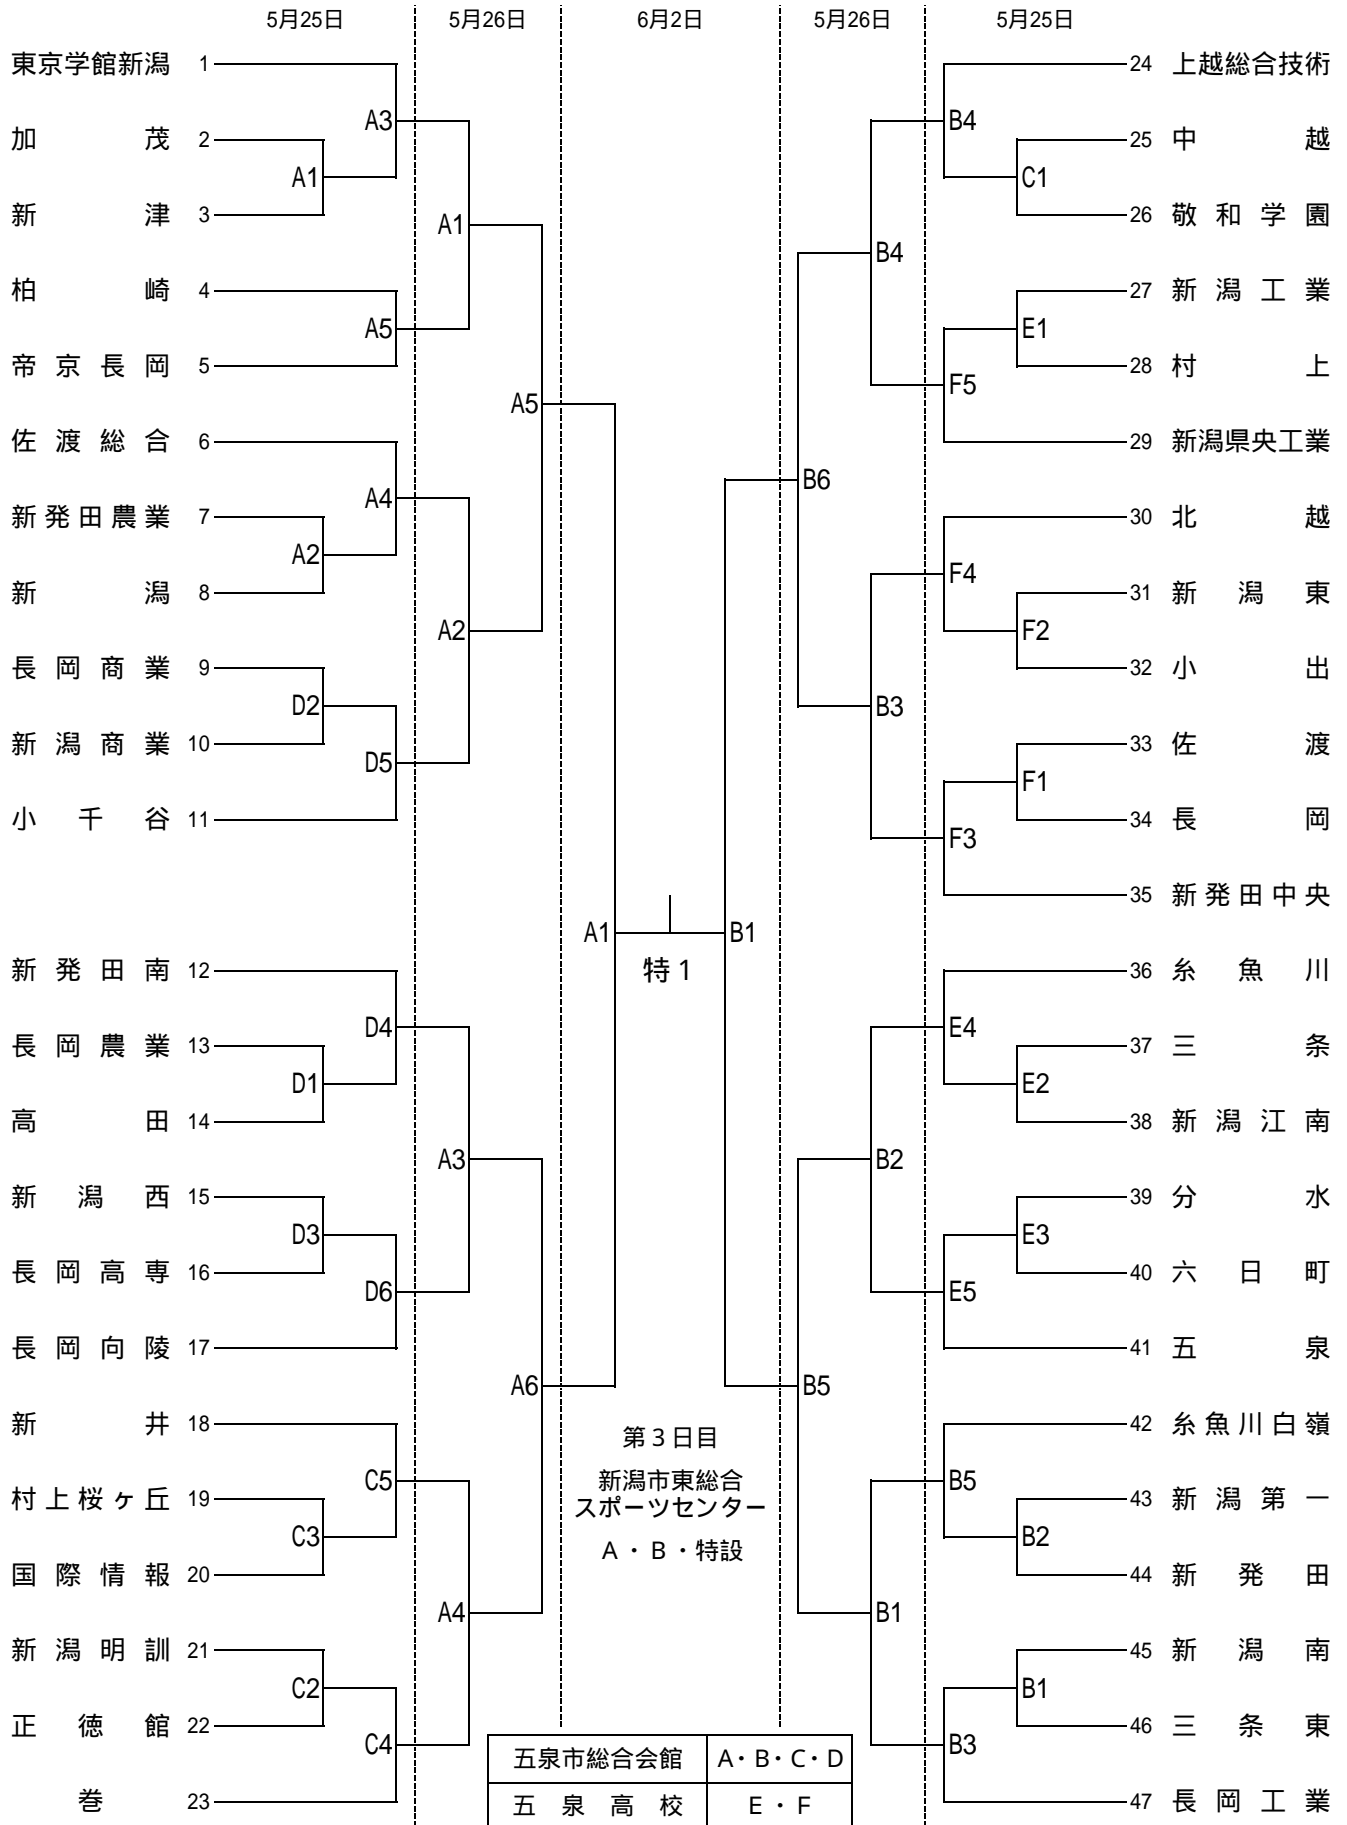 5月25日 5月26日 6月2日 5月26日 5月25日
東京学館新潟 1 24 上越総合技術
A3 B4
加茂 2 25 中越
A1 C1
新津 3 26 敬和学園
A1 B4
柏崎 4 27 新潟工業
A5 E1
帝京長岡 5 28 村上
A5 F5
佐渡総合 6 29 新潟県央工業
B6
A4
新発田農業 7 30 北越
A2 F4
新潟 8 31 新潟東
A2 F2
長岡商業 9 32 小出
D2 B3
新潟商業 10 33 佐渡
D5 F1
小千谷 11 34 長岡
F3
35 新発田中央
A1 B1
新発田南 12 特1 36 糸魚川
D4 E4
長岡農業 13 37 三条
D1 E2
高田 14 38 新潟江南
A3 B2
新潟西 15 39 分水
D3 E3
長岡高専 16 40 六日町
D6 E5
長岡向陵 17 41 五泉
A6 B5
新井 18 42 糸魚川白嶺
第3日目
C5 新潟市東総合 B5
村上桜ヶ丘 19 スポーツセンター 43 新潟第一
C3 B2
A・B・特設
国際情報 20 44 新発田
A4 B1
新潟明訓 21 45 新潟南
C2 B1
正徳館 22 46 三条東
C4 B3
五泉市総合会館 A・B・C・D
巻 23 47 長岡工業
五泉高校 E・F